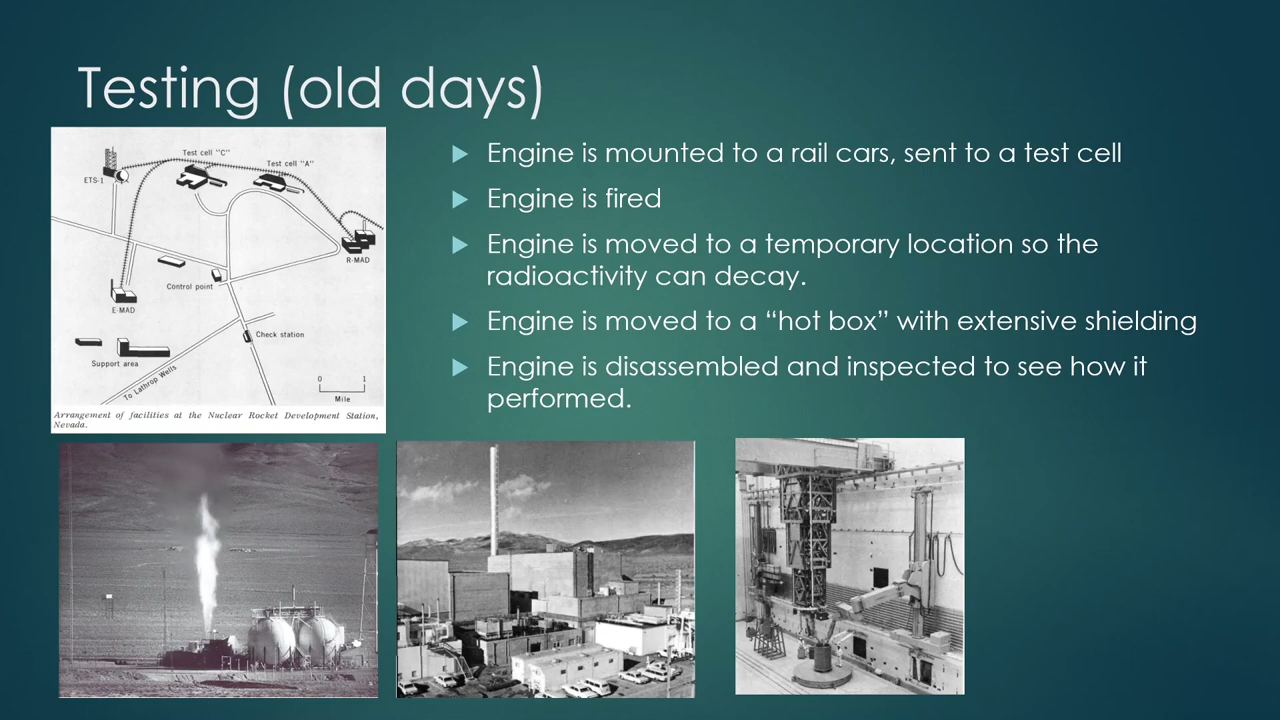 Testing (old days)
Test cell "C"
Test cell "A"
ETS-1
R-MAD
Control point
E-MAD
Check station
Support area
To Lathrop Wells
0 1
Mile
Arrangement of facilities at the Nuclear Rocket Development Station,
Nevada.
Engine is mounted to a rail cars, sent to a test cell
Engine is fired
Engine is moved to a temporary location so the
radioactivity can decay.
Engine is moved to a “hot box” with extensive shielding
Engine is disassembled and inspected to see how it
performed.